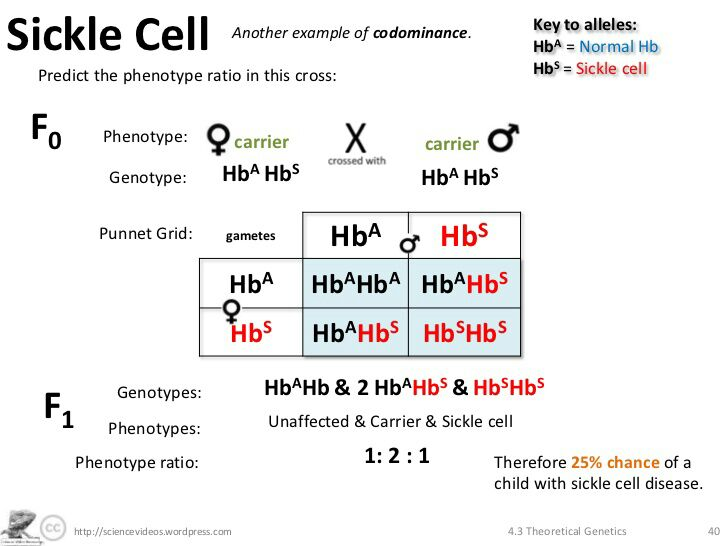 Sickle Cell
Another example of codominance.
Key to alleles:
Hbᴬ = Normal Hb
Hbˢ = Sickle cell
Predict the phenotype ratio in this cross:
F₀
Phenotype: ♀ carrier X carrier ♂
crossed with
Genotype: Hbᴬ Hbˢ Hbᴬ Hbˢ
Punnet Grid: gametes Hbᴬ ♂ Hbˢ
Hbᴬ HbᴬHbᴬ HbᴬHbˢ
♀
Hbˢ HbᴬHbˢ HbˢHbˢ
F₁
Genotypes: HbᴬHb & 2 HbᴬHbˢ & HbˢHbˢ
Phenotypes: Unaffected & Carrier & Sickle cell
Phenotype ratio: 1: 2 : 1
Therefore 25% chance of a
child with sickle cell disease.
cc
http://sciencevideos.wordpress.com
4.3 Theoretical Genetics
40